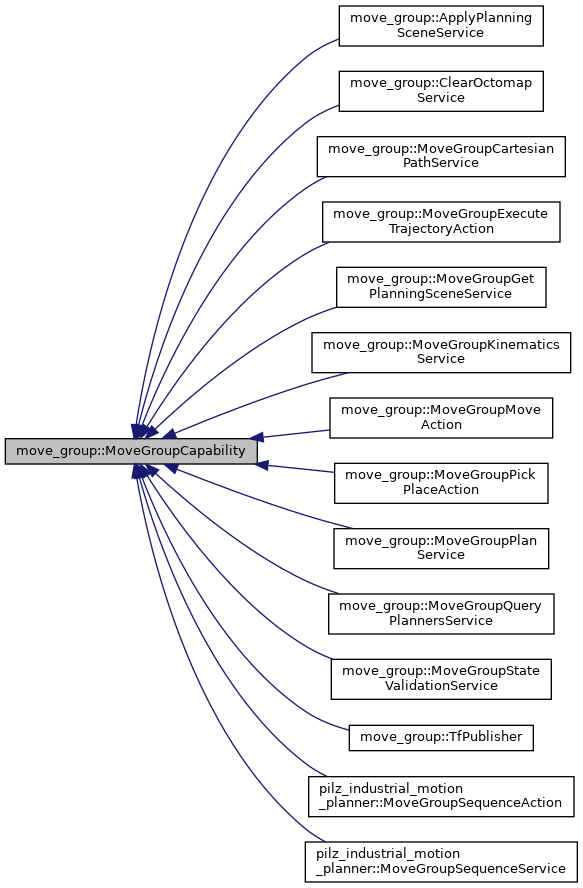 move_group::ApplyPlanning
SceneService
move_group::ClearOctomap
Service
move_group::MoveGroupCartesian
PathService
move_group::MoveGroupExecute
TrajectoryAction
move_group::MoveGroupGet
PlanningSceneService
move_group::MoveGroupKinematics
Service
move_group::MoveGroupMove
Action
move_group::MoveGroupCapability
move_group::MoveGroupPick
PlaceAction
move_group::MoveGroupPlan
Service
move_group::MoveGroupQuery
PlannersService
move_group::MoveGroupState
ValidationService
move_group::TfPublisher
pilz_industrial_motion
_planner::MoveGroupSequenceAction
pilz_industrial_motion
_planner::MoveGroupSequenceService